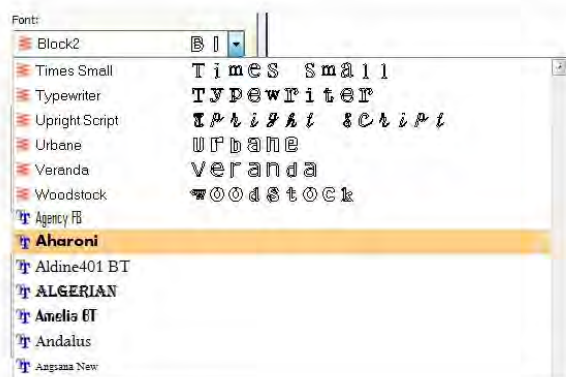 Font:
Block2 B l
Times Small Times small
Typewriter Typewriter
Upright Script Upright Script
Urbane Urbane
Veranda Veranda
Woodstock Woodstock
Agency FB
Aharoni
Aldine401 BT
ALGERIAN
Amelia BT
Andalus
Angsana New